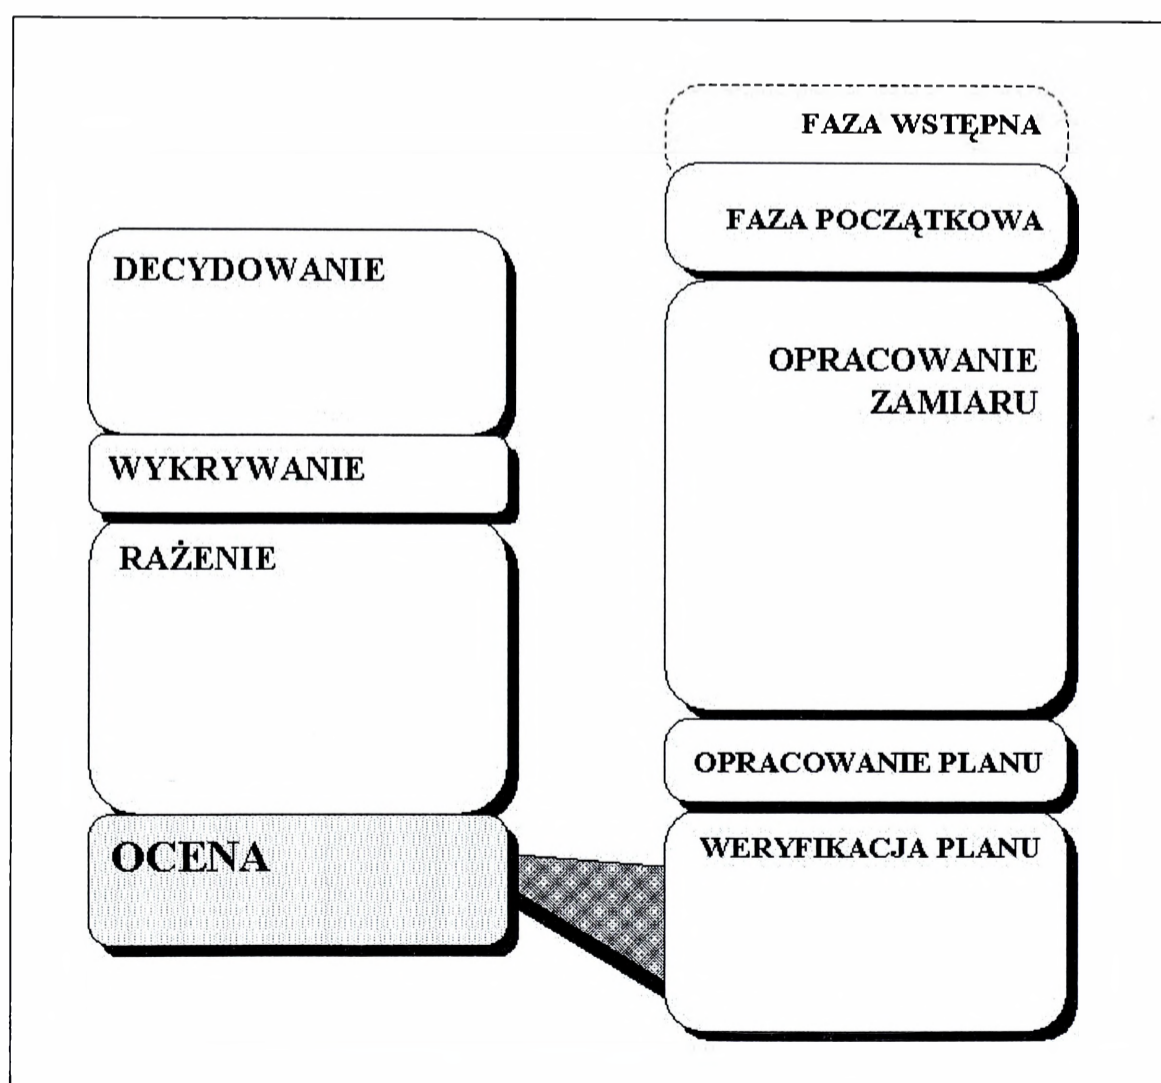 DECYDOWANIE
WYKRYWANIE
RAŻENIE
OCENA
FAZA WSTĘPNA
FAZA POCZĄTKOWA
OPRACOWANIE
ZAMIARU
OPRACOWANIE PLANU
WERYFIKACJA PLANU